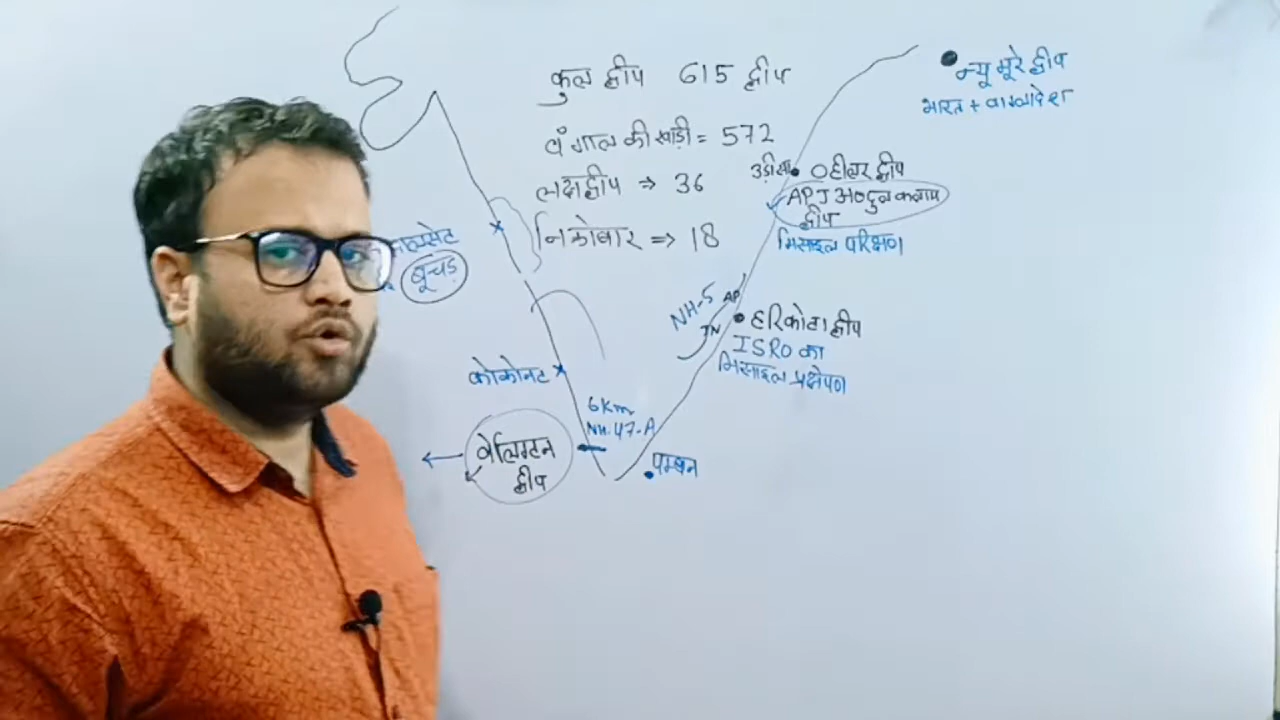 कुल द्वीप 615 द्वीप
बंगाल की खाड़ी = 572
लक्षद्वीप ⇒ 36
निकोबार ⇒ 18
न्यू मूरे द्वीप
भारत + बांग्लादेश
उड़ीसा
व्हीलर द्वीप
APJ अब्दुल कलाम
द्वीप
मिसाइल परिक्षण
NH-5
AP
TN
हरिकोटा द्वीप
ISRO का
मिसाइल प्रक्षेपण
बूचड़
कोकोनट
6 Km
NH-47-A
वेलिंगटन
द्वीप
पम्बन